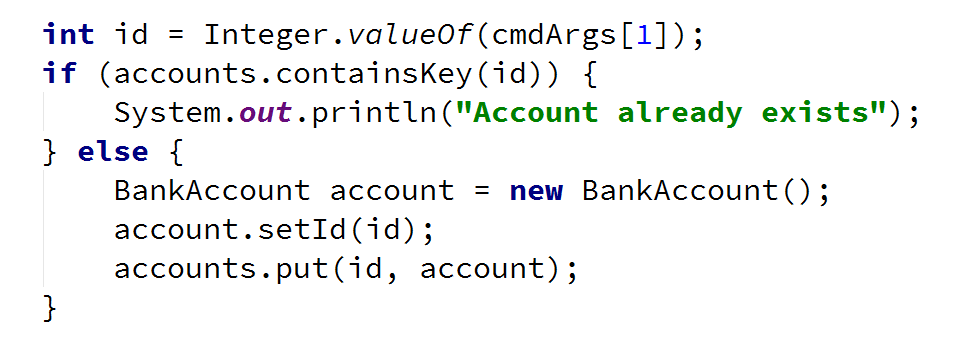 int id = Integer.valueOf(cmdArgs[1]);
if (accounts.containsKey(id)) {
    System.out.println("Account already exists");
} else {
    BankAccount account = new BankAccount();
    account.setId(id);
    accounts.put(id, account);
}